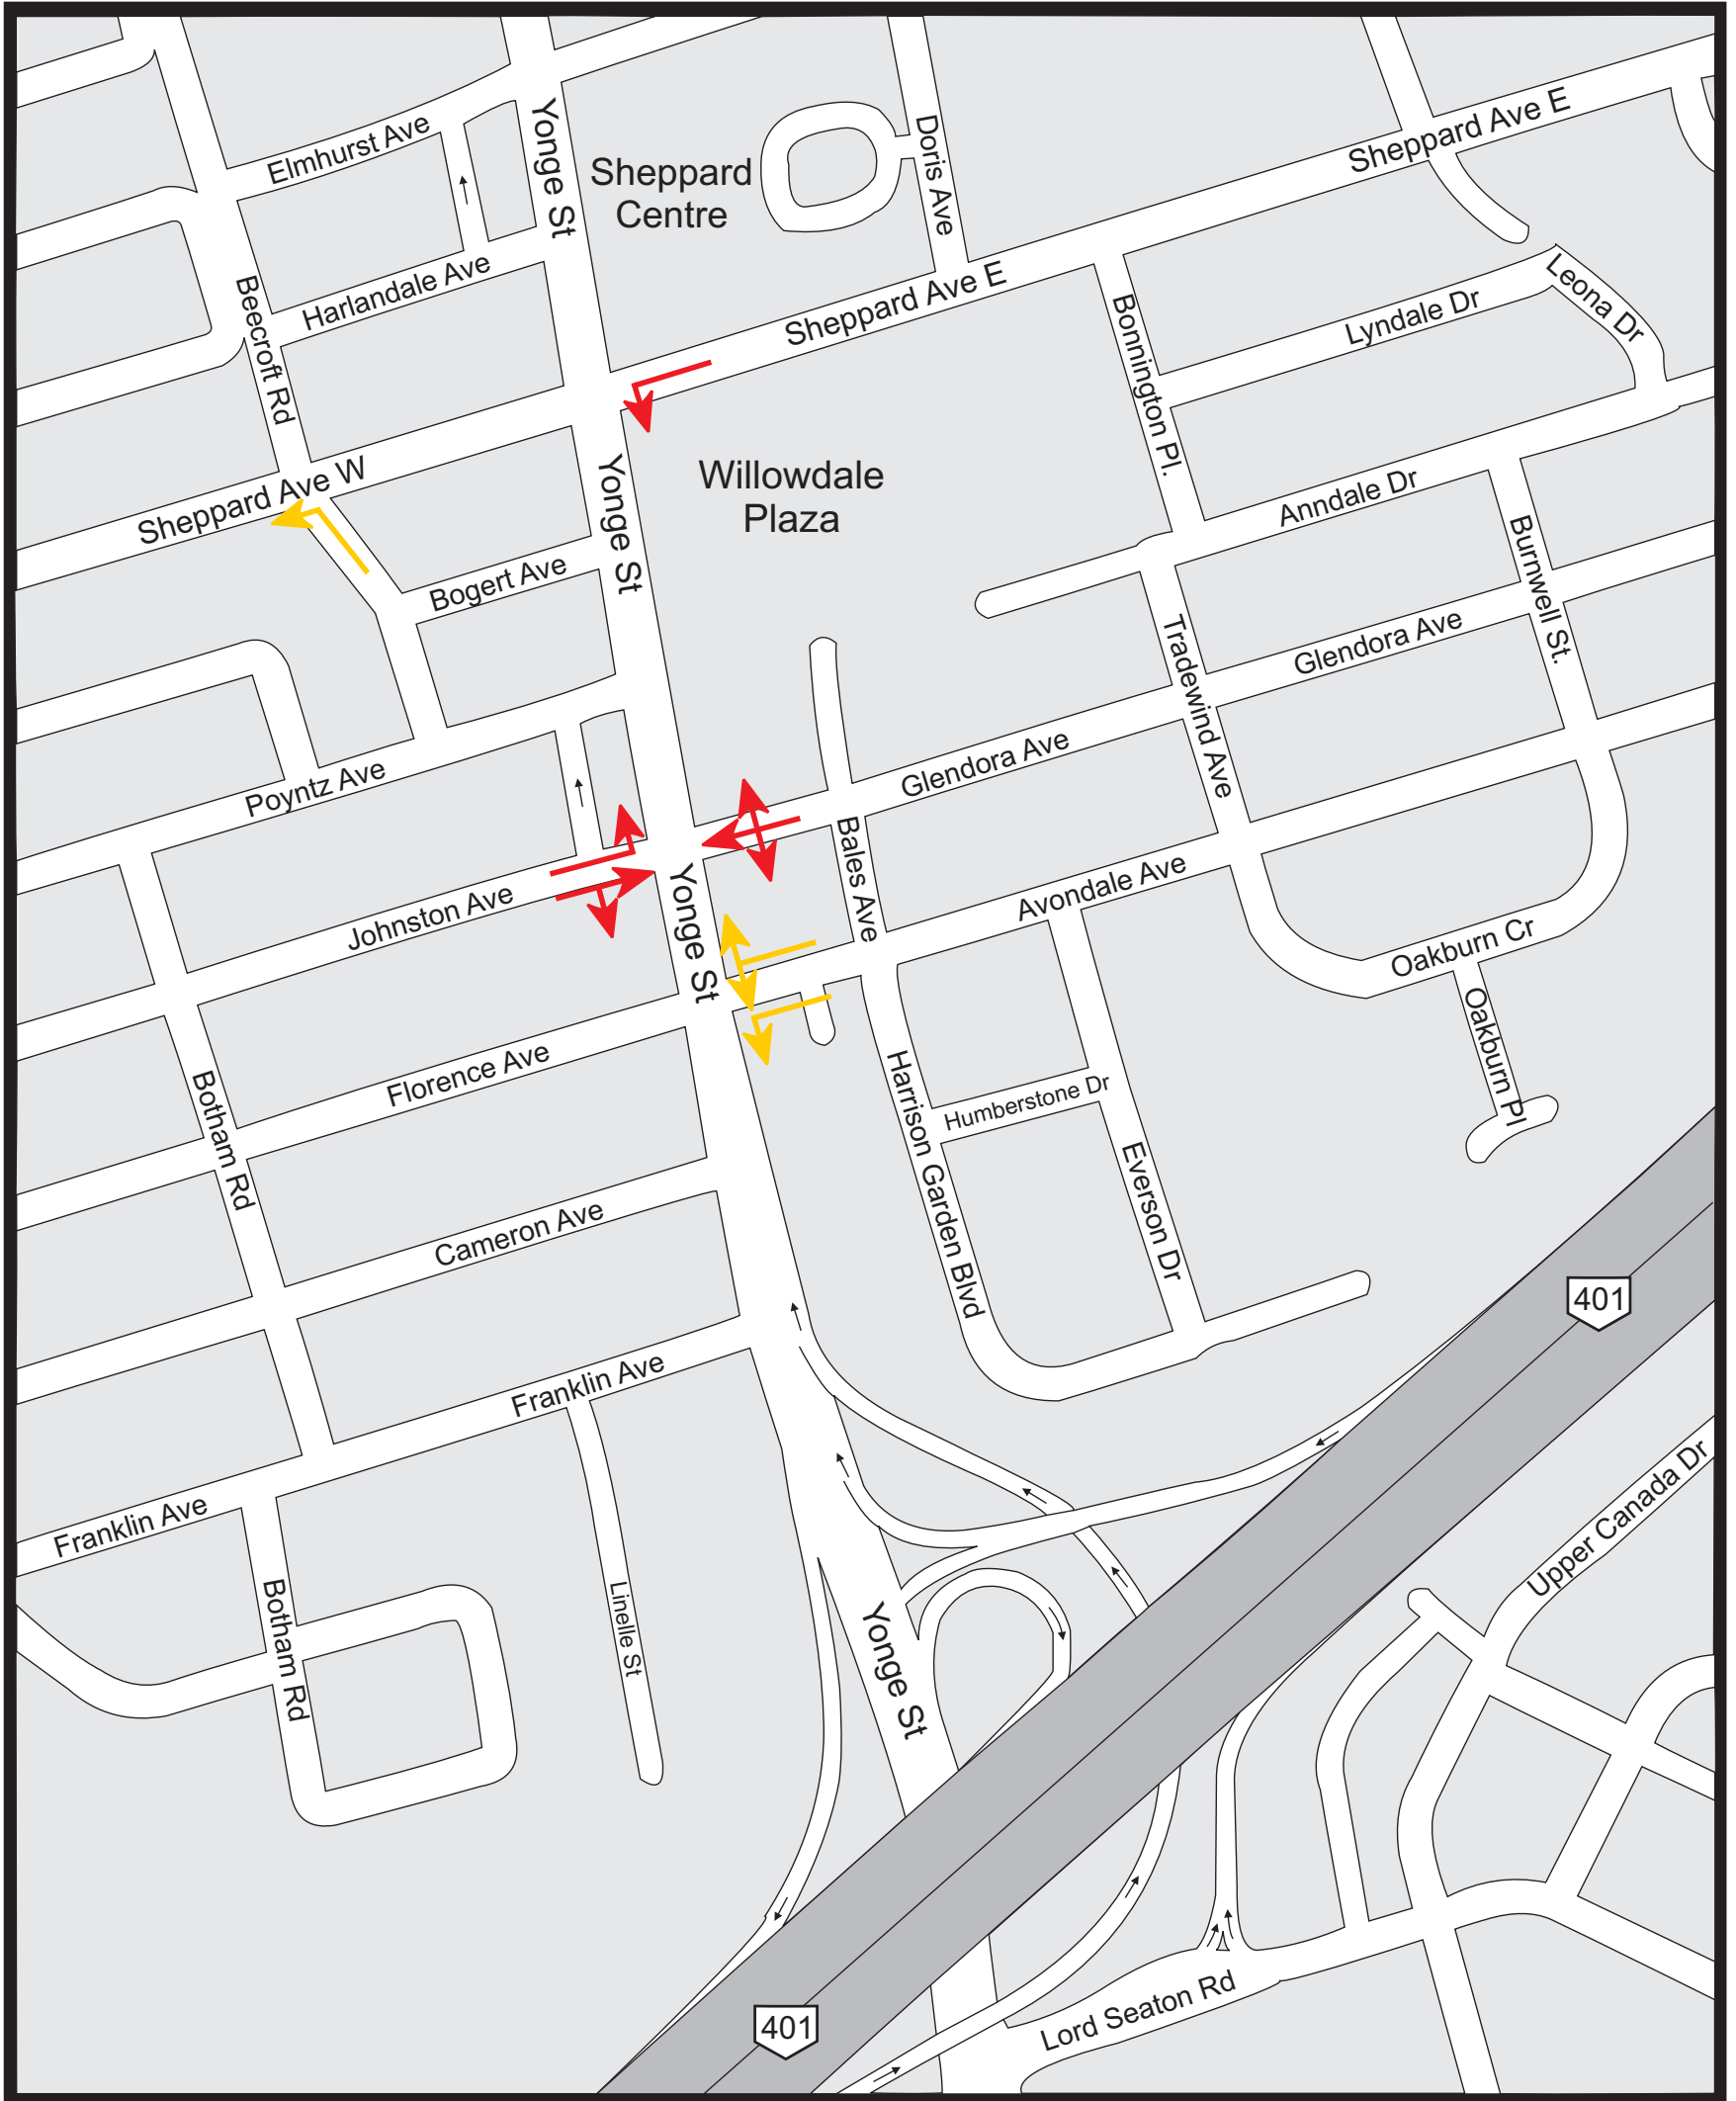 Elmhurst Ave
Yonge St
Sheppard
Centre
Doris Ave
Sheppard Ave E
Harlandale Ave
Beecroft Rd
Sheppard Ave E
Leona Dr
Lyndale Dr
Bonnington Pl.
Sheppard Ave W
Yonge St
Willowdale
Plaza
Anndale Dr
Burnwell St.
Bogert Ave
Glendora Ave
Tradewind Ave
Glendora Ave
Poyntz Ave
Bales Ave
Johnston Ave
Yonge St
Avondale Ave
Oakburn Cr
Oakburn Pl
Florence Ave
Botham Rd
Harrison Garden Blvd
Humberstone Dr
Everson Dr
Cameron Ave
401
Franklin Ave
Franklin Ave
Upper Canada Dr
Botham Rd
Linelle St
Yonge St
Lord Seaton Rd
401